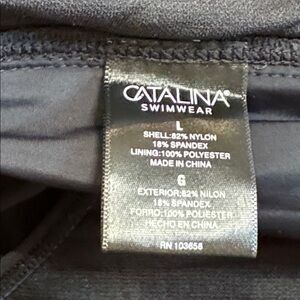 CATALINA®
SWIMWEAR
L
SHELL:82% NYLON
18% SPANDEX
LINING:100% POLYESTER
MADE IN CHINA
G
EXTERIOR:82% NILON
18% SPANDEX
FORRO:100% POLIESTER
HECHO EN CHINA
RN 103656